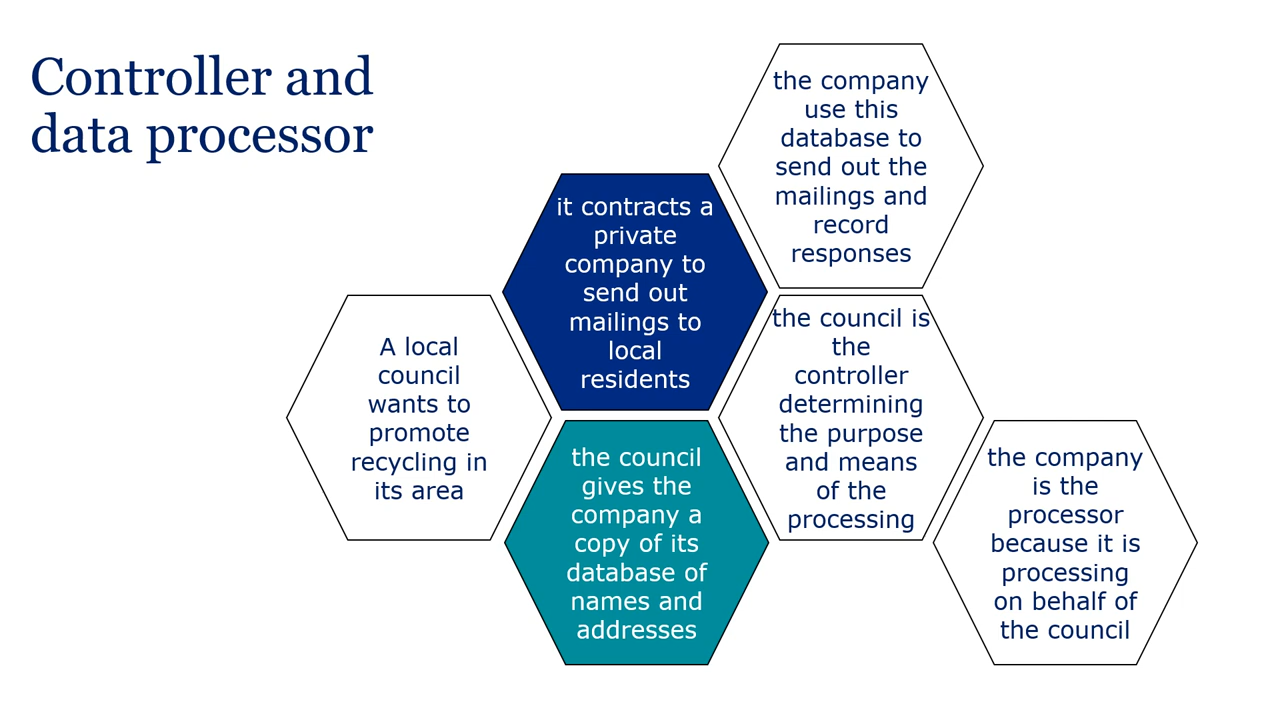 Controller and
data processor
A local
council
wants to
promote
recycling in
its area
it contracts a
private
company to
send out
mailings to
local
residents
the council
gives the
company a
copy of its
database of
names and
addresses
the company
use this
database to
send out the
mailings and
record
responses
the council is
the
controller
determining
the purpose
and means
of the
processing
the company
is the
processor
because it is
processing
on behalf of
the council